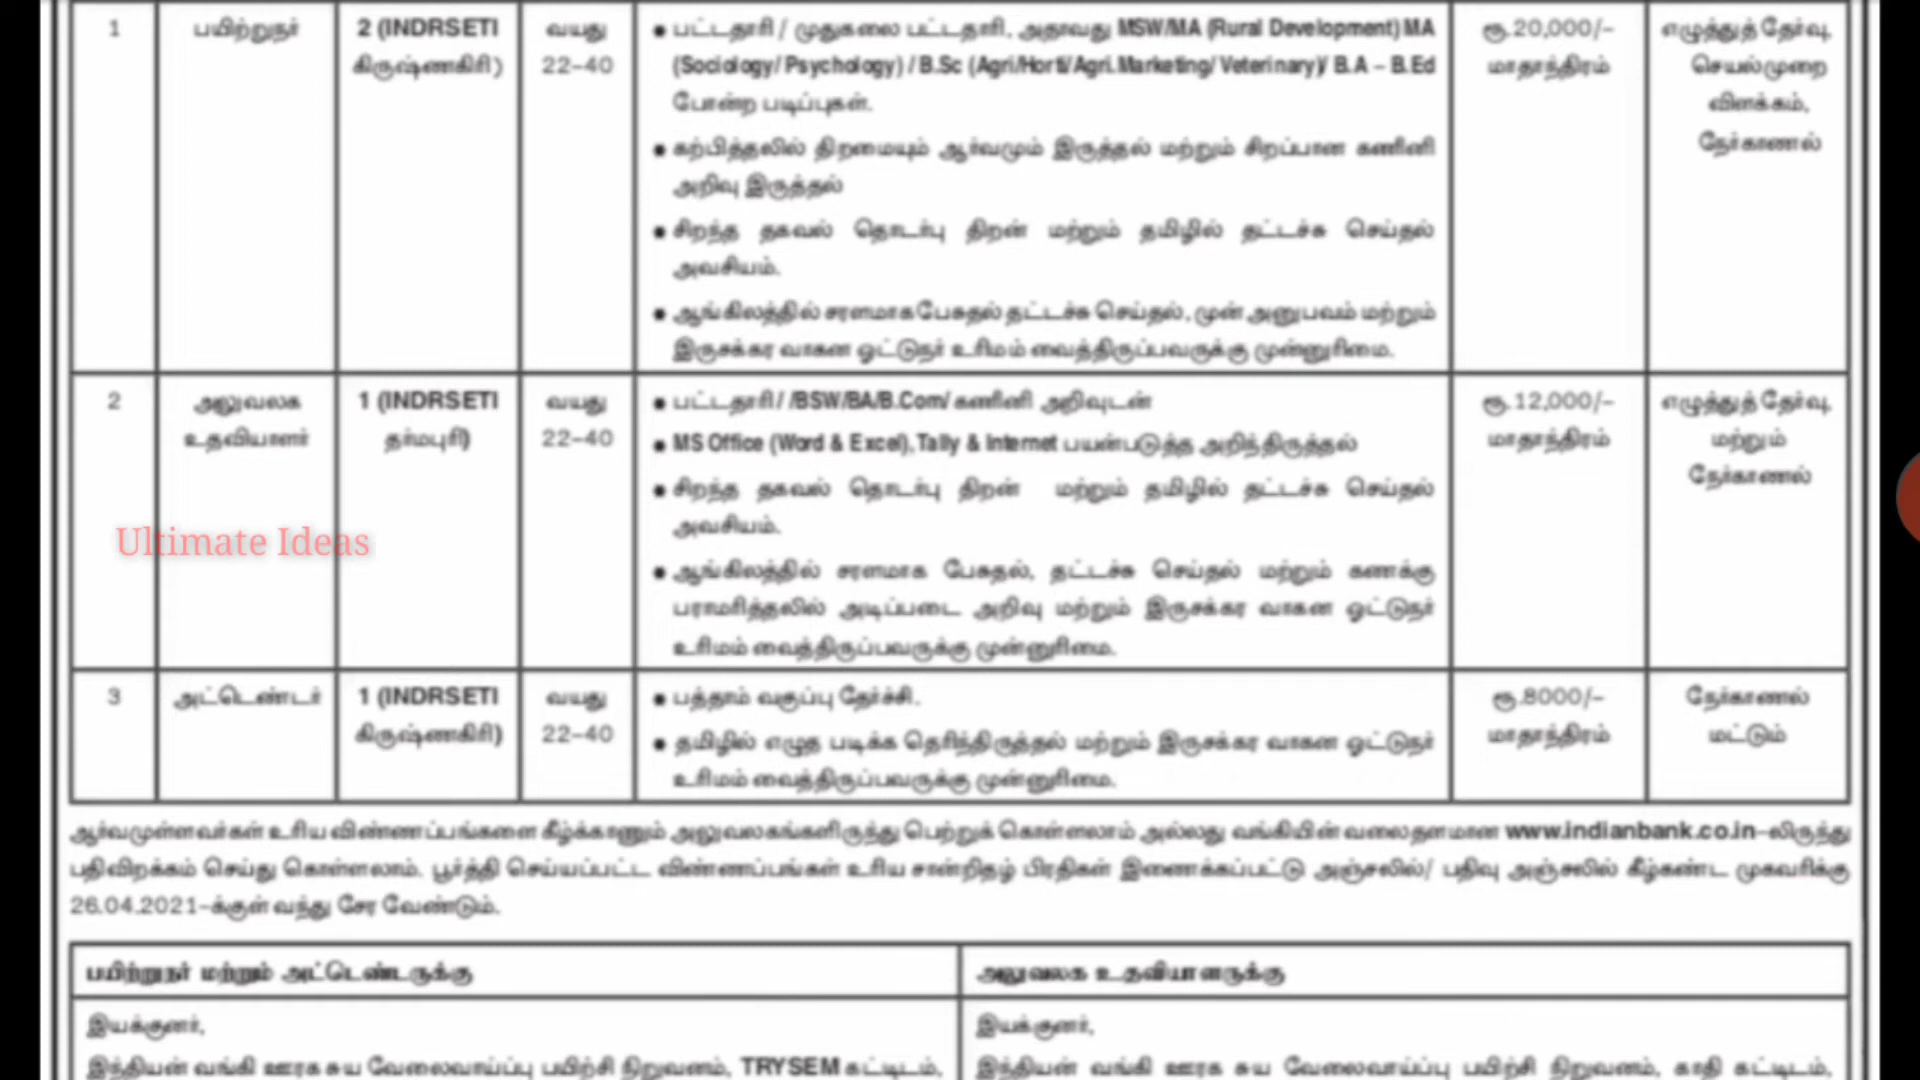 1 பயிற்றுநர் 2 (INDRSETI கிருஷ்ணகிரி) வயது 22-40
• பட்டதாரி / முதுகலை பட்டதாரி, அதாவது MSW/MA (Rural Development) MA
(Sociology/ Psychology) / B.Sc (Agri/Horti/Agri.Marketing/ Veterinary)/ B.A – B.Ed
போன்ற படிப்புகள்.
• கற்பித்தலில் திறமையும் ஆர்வமும் இருத்தல் மற்றும் சிறப்பான கணினி
அறிவு இருத்தல்
• சிறந்த தகவல் தொடர்பு திறன் மற்றும் தமிழில் தட்டச்சு செய்தல்
அவசியம்.
• ஆங்கிலத்தில் சரளமாக பேசுதல் தட்டச்சு செய்தல், முன் அனுபவம் மற்றும்
இருசக்கர வாகன ஓட்டுநர் உரிமம் வைத்திருப்பவருக்கு முன்னுரிமை.
ரூ.20,000/–
மாதாந்திரம்
எழுத்துத் தேர்வு,
செயல்முறை
விளக்கம்,
நேர்காணல்
2 அலுவலக உதவியாளர் 1 (INDRSETI தர்மபுரி) வயது 22-40
• பட்டதாரி/ /BSW/BA/B.Com/ கணினி அறிவுடன்
• MS Office (Word & Excel), Tally & Internet பயன்படுத்த அறிந்திருத்தல்
• சிறந்த தகவல் தொடர்பு திறன் மற்றும் தமிழில் தட்டச்சு செய்தல்
அவசியம்.
• ஆங்கிலத்தில் சரளமாக பேசுதல், தட்டச்சு செய்தல் மற்றும் கணக்கு
பராமரித்தலில் அடிப்படை அறிவு மற்றும் இருசக்கர வாகன ஓட்டுநர்
உரிமம் வைத்திருப்பவருக்கு முன்னுரிமை.
ரூ.12,000/–
மாதாந்திரம்
எழுத்துத் தேர்வு,
மற்றும்
நேர்காணல்
Ultimate Ideas
3 அட்டெண்டர் 1 (INDRSETI கிருஷ்ணகிரி) வயது 22-40
• பத்தாம் வகுப்பு தேர்ச்சி.
• தமிழில் எழுத படிக்க தெரிந்திருத்தல் மற்றும் இருசக்கர வாகன ஓட்டுநர்
உரிமம் வைத்திருப்பவருக்கு முன்னுரிமை.
ரூ.8000/–
மாதாந்திரம்
நேர்காணல்
மட்டும்
ஆர்வமுள்ளவர்கள் உரிய விண்ணப்பங்களை கீழ்க்காணும் அலுவலகங்களிருந்து பெற்றுக் கொள்ளலாம் அல்லது வங்கியின் வலைதளமான www.indianbank.co.in–லிருந்து
பதிவிறக்கம் செய்து கொள்ளலாம். பூர்த்தி செய்யப்பட்ட விண்ணப்பங்கள் உரிய சான்றிதழ் பிரதிகள் இணைக்கப்பட்டு அஞ்சலில்/ பதிவு அஞ்சலில் கீழ்கண்ட முகவரிக்கு
26.04.2021–க்குள் வந்து சேர வேண்டும்.
பயிற்றுநர் மற்றும் அட்டெண்டருக்கு
இயக்குனர்,
இந்தியன் வங்கி ஊரக சுய வேலைவாய்ப்பு பயிற்சி நிறுவனம், TRYSEM கட்டிடம்,
அலுவலக உதவியாளருக்கு
இயக்குனர்,
இந்தியன் வங்கி ஊரக சுய வேலைவாய்ப்பு பயிற்சி நிறுவனம், காதி கட்டிடம்,